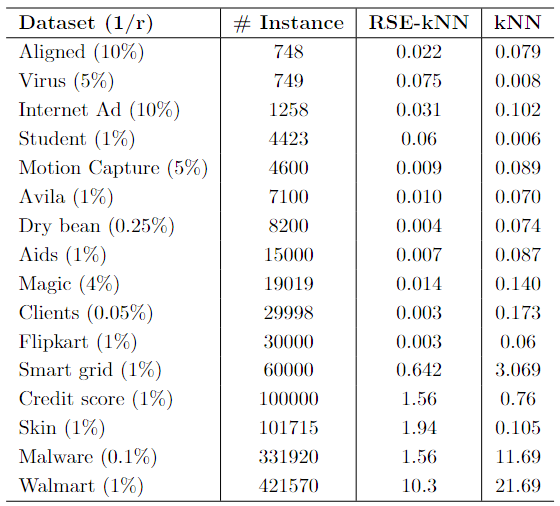 Dataset (1/r) # Instance RSE-kNN kNN
Aligned (10%) 748 0.022 0.079
Virus (5%) 749 0.075 0.008
Internet Ad (10%) 1258 0.031 0.102
Student (1%) 4423 0.06 0.006
Motion Capture (5%) 4600 0.009 0.089
Avila (1%) 7100 0.010 0.070
Dry bean (0.25%) 8200 0.004 0.074
Aids (1%) 15000 0.007 0.087
Magic (4%) 19019 0.014 0.140
Clients (0.05%) 29998 0.003 0.173
Flipkart (1%) 30000 0.003 0.06
Smart grid (1%) 60000 0.642 3.069
Credit score (1%) 100000 1.56 0.76
Skin (1%) 101715 1.94 0.105
Malware (0.1%) 331920 1.56 11.69
Walmart (1%) 421570 10.3 21.69